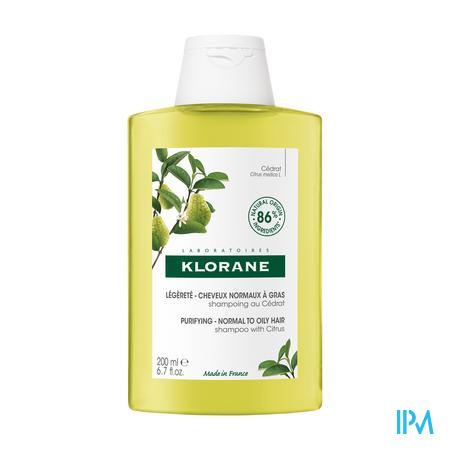 Cédrat
Citrus medica L.
NATURAL ORIGIN
86%
INGREDIENTS
LABORATOIRES
KLORANE
LÉGÈRETÉ - CHEVEUX NORMAUX À GRAS
shampooing au Cédrat
PURIFYING - NORMAL TO OILY HAIR
shampoo with Citrus
200 ml ℮
6.7 fl.oz.
Made in France
IPM